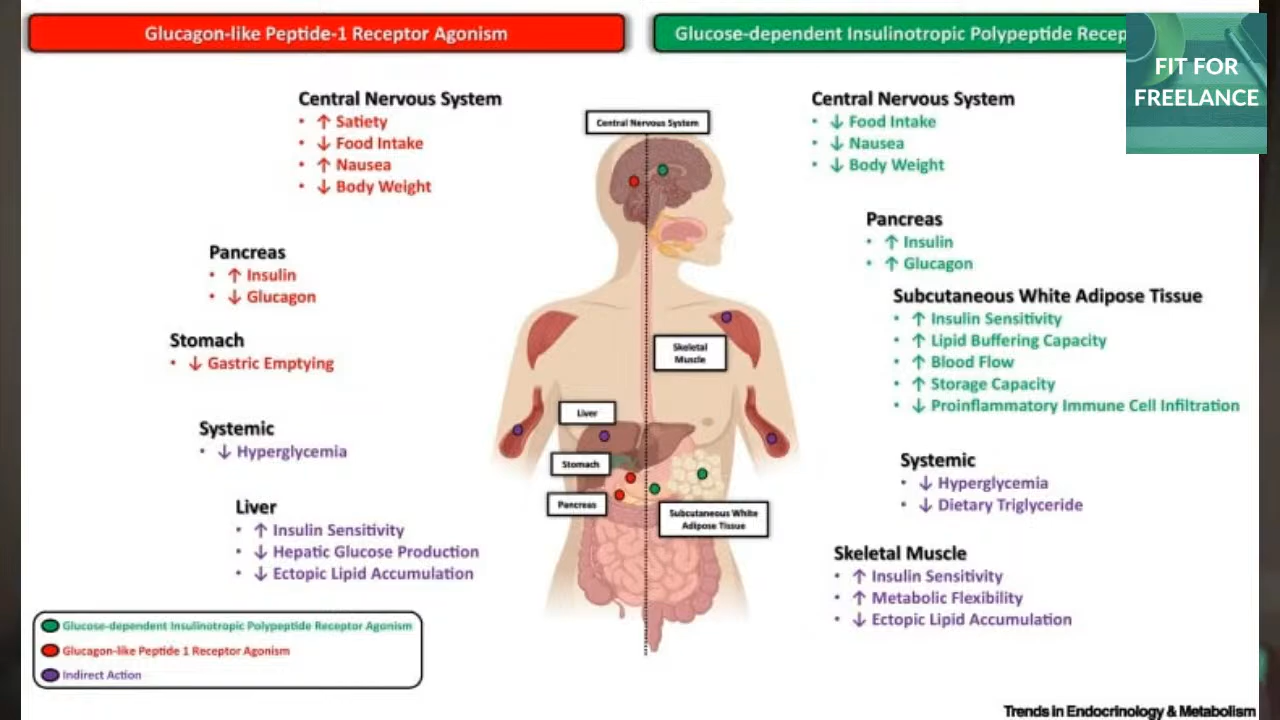 Glucagon-like Peptide-1 Receptor Agonism
Glucose-dependent Insulinotropic Polypeptide
FIT FOR
FREELANCE
Central Nervous System
• ↑ Satiety
• ↓ Food Intake
• ↑ Nausea
• ↓ Body Weight
Pancreas
• ↑ Insulin
• ↓ Glucagon
Stomach
• ↓ Gastric Emptying
Systemic
• ↓ Hyperglycemia
Liver
• ↑ Insulin Sensitivity
• ↓ Hepatic Glucose Production
• ↓ Ectopic Lipid Accumulation
Central Nervous System
Skeletal
Muscle
Liver
Stomach
Pancreas
Subcutaneous White
Adipose Tissue
Central Nervous System
• ↓ Food Intake
• ↓ Nausea
• ↓ Body Weight
Pancreas
• ↑ Insulin
• ↑ Glucagon
Subcutaneous White Adipose Tissue
• ↑ Insulin Sensitivity
• ↑ Lipid Buffering Capacity
• ↑ Blood Flow
• ↑ Storage Capacity
• ↓ Proinflammatory Immune Cell Infiltration
Systemic
• ↓ Hyperglycemia
• ↓ Dietary Triglyceride
Skeletal Muscle
• ↑ Insulin Sensitivity
• ↑ Metabolic Flexibility
• ↓ Ectopic Lipid Accumulation
Glucose-dependent Insulinotropic Polypeptide Receptor Agonism
Glucagon-like Peptide 1 Receptor Agonism
Indirect Action
Trends in Endocrinology & Metabolism